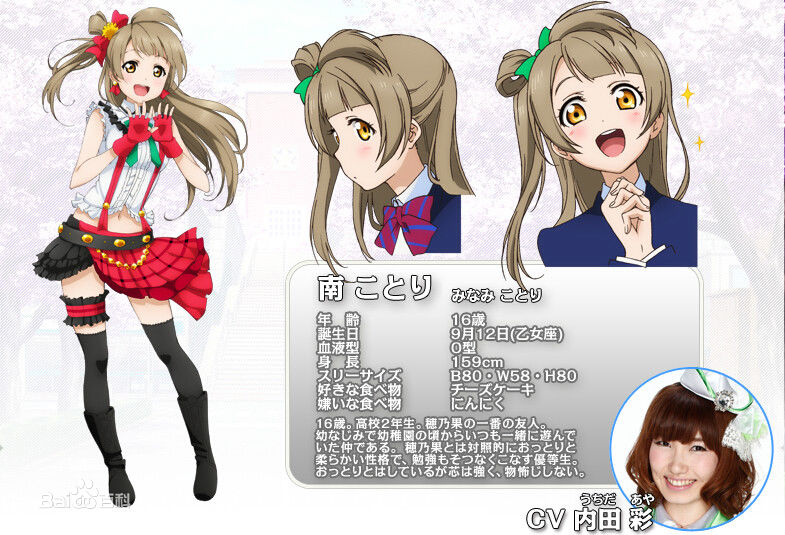 南 ことり みなみ ことり
年 齢 16歳
誕生日 9月12日(乙女座)
血液型 O型
身 長 159cm
スリーサイズ B80・W58・H80
好きな食べ物 チーズケーキ
嫌いな食べ物 にんにく
16歳。高校2年生。穂乃果の一番の友人。
幼なじみで幼稚園の頃からいつも一緒に遊んで
いた仲である。穂乃果とは対照的におっとりと
柔らかい性格で、勉強もそつなくこなす優等生。
おっとりとはしているが芯は強く、物怖じしない。
うちだ あや
CV 内田 彩
Bai 百科